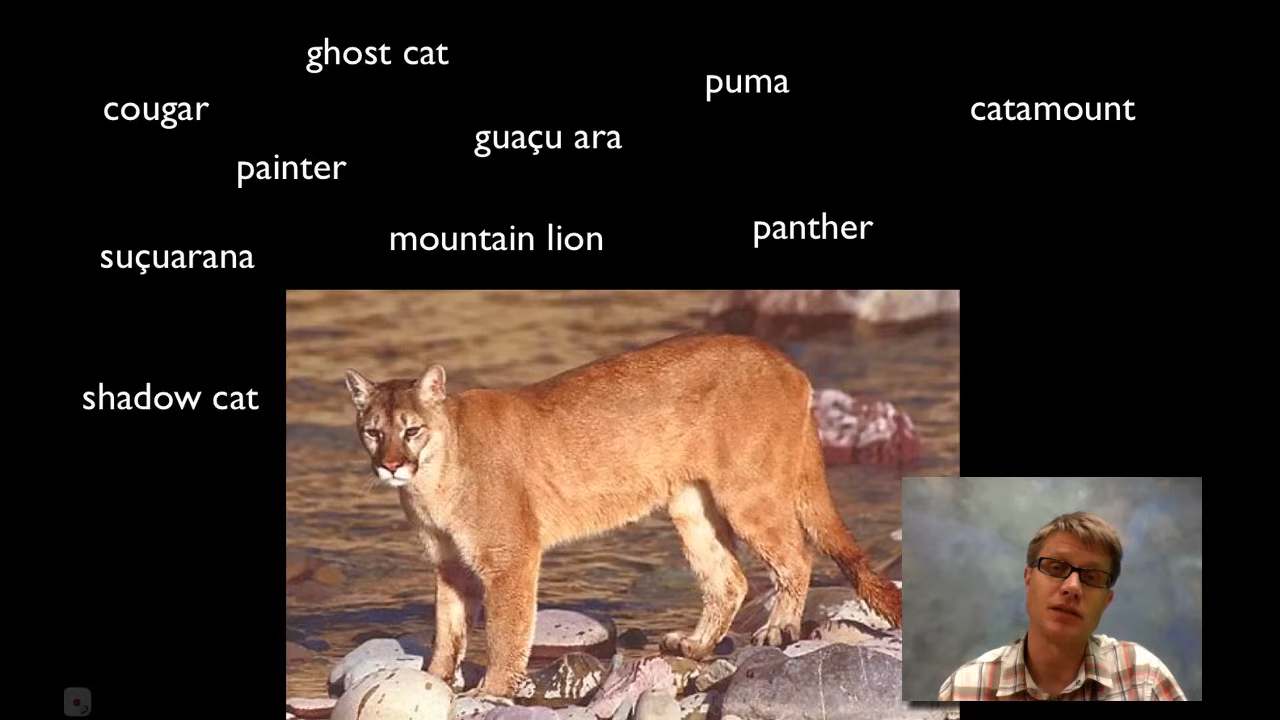 ghost cat
puma
cougar
catamount
guaçu ara
painter
panther
mountain lion
suçuarana
shadow cat